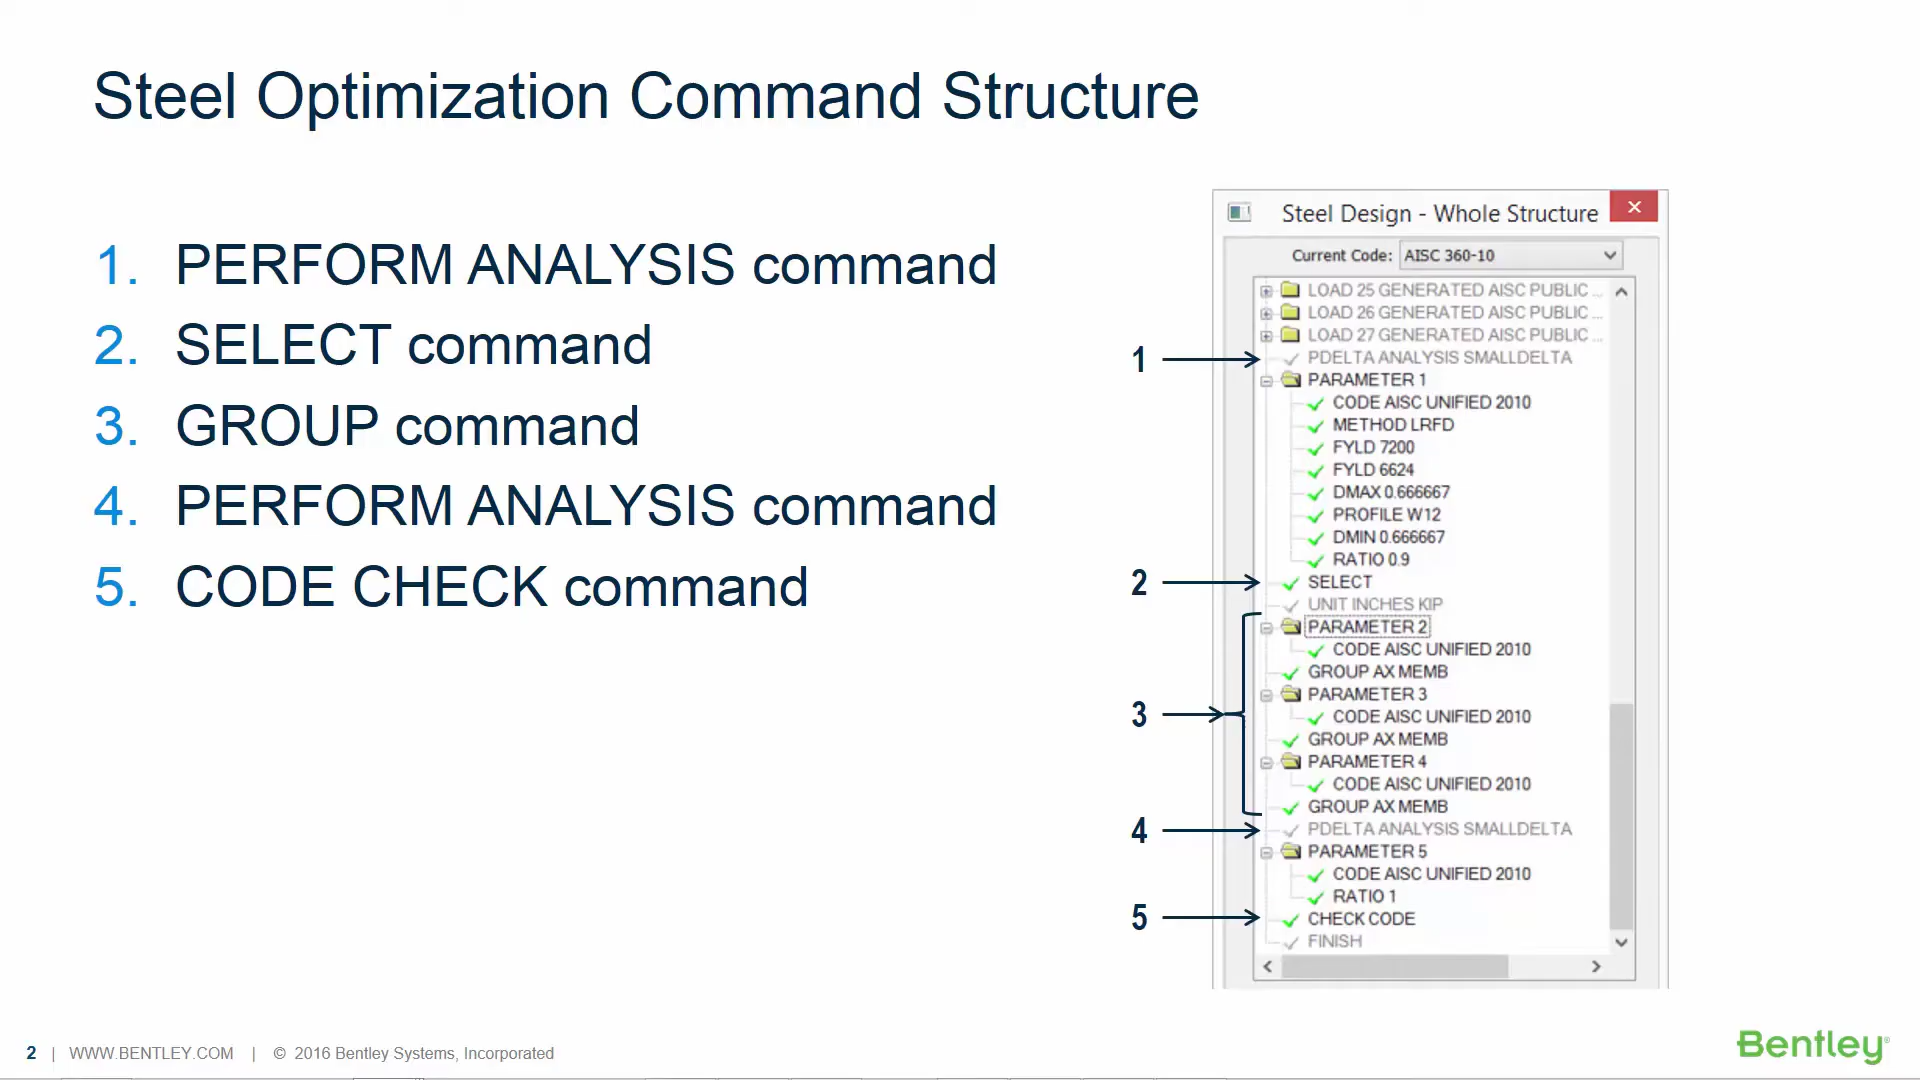 Steel Optimization Command Structure
1. PERFORM ANALYSIS command
2. SELECT command
3. GROUP command
4. PERFORM ANALYSIS command
5. CODE CHECK command
Steel Design - Whole Structure
Current Code: AISC 360-10
LOAD 25 GENERATED AISC PUBLIC ...
LOAD 26 GENERATED AISC PUBLIC ...
LOAD 27 GENERATED AISC PUBLIC ...
1 PDELTA ANALYSIS SMALLDELTA
PARAMETER 1
CODE AISC UNIFIED 2010
METHOD LRFD
FYLD 7200
FYLD 6624
DMAX 0.666667
PROFILE W12
DMIN 0.666667
RATIO 0.9
2 SELECT
UNIT INCHES KIP
PARAMETER 2
CODE AISC UNIFIED 2010
GROUP AX MEMB
PARAMETER 3
3 CODE AISC UNIFIED 2010
GROUP AX MEMB
PARAMETER 4
CODE AISC UNIFIED 2010
GROUP AX MEMB
4 PDELTA ANALYSIS SMALLDELTA
PARAMETER 5
CODE AISC UNIFIED 2010
RATIO 1
5 CHECK CODE
FINISH
2 | WWW.BENTLEY.COM | © 2016 Bentley Systems, Incorporated
Bentley®